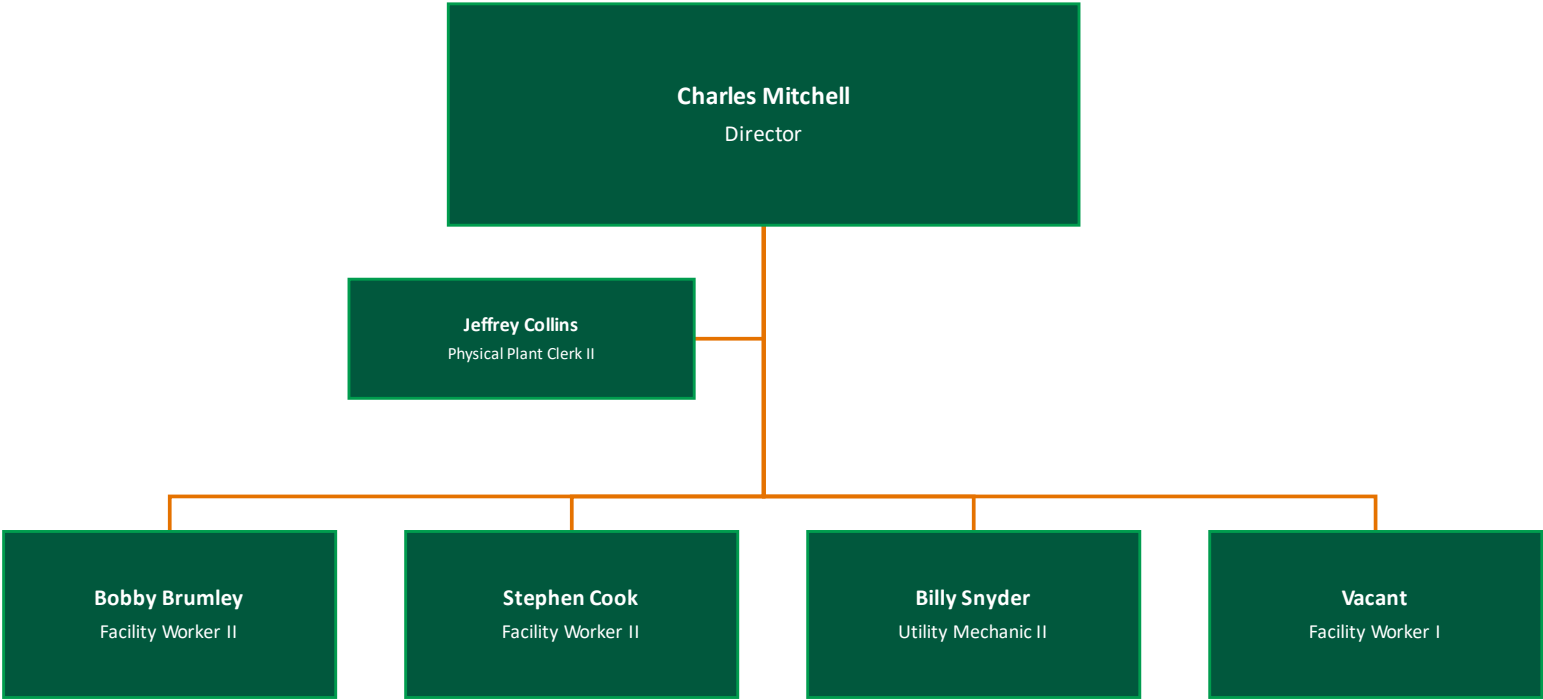 Charles Mitchell
Director
Jeffrey Collins
Physical Plant Clerk II
Bobby Brumley
Facility Worker II
Stephen Cook
Facility Worker II
Billy Snyder
Utility Mechanic II
Vacant
Facility Worker I